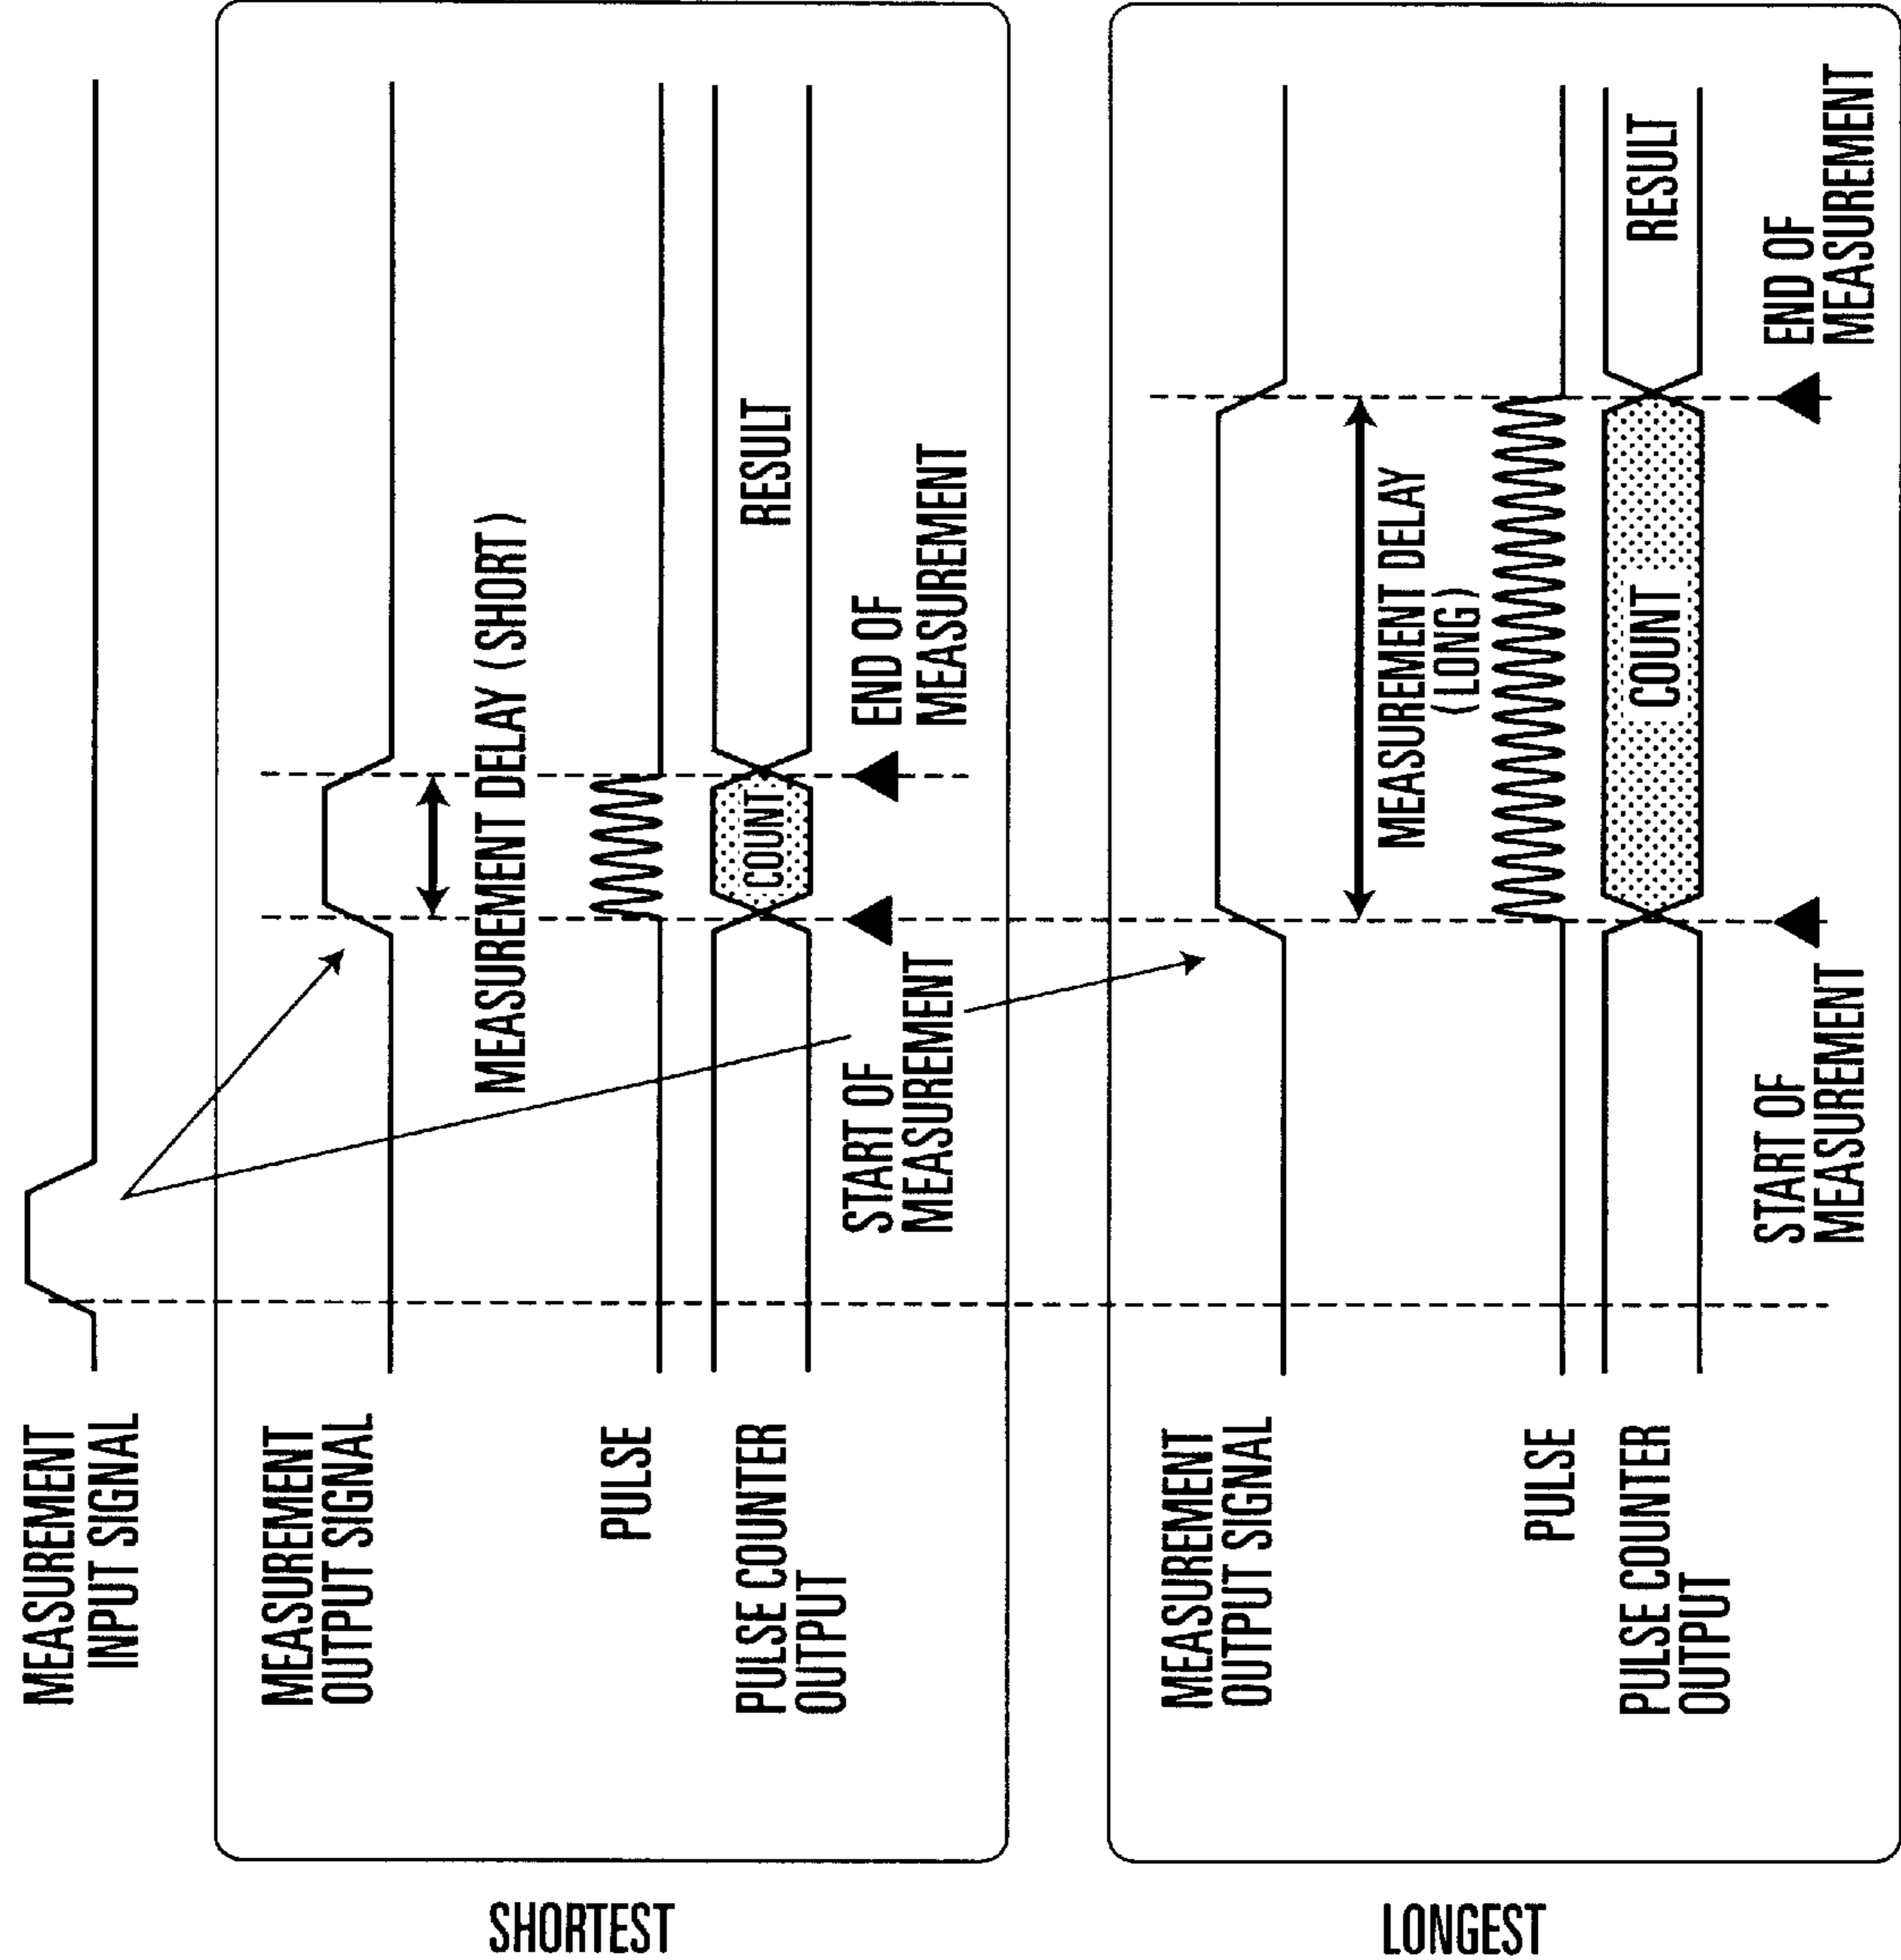 MEASUREMENT
INPUT SIGNAL
SHORTEST
MEASUREMENT
OUTPUT SIGNAL
MEASUREMENT DELAY (SHORT)
PULSE
PULSE COUNTER
OUTPUT
COUNT
RESULT
START OF
MEASUREMENT
END OF
MEASUREMENT
LONGEST
MEASUREMENT
OUTPUT SIGNAL
MEASUREMENT DELAY
(LONG)
PULSE
PULSE COUNTER
OUTPUT
COUNT
RESULT
START OF
MEASUREMENT
END OF
MEASUREMENT